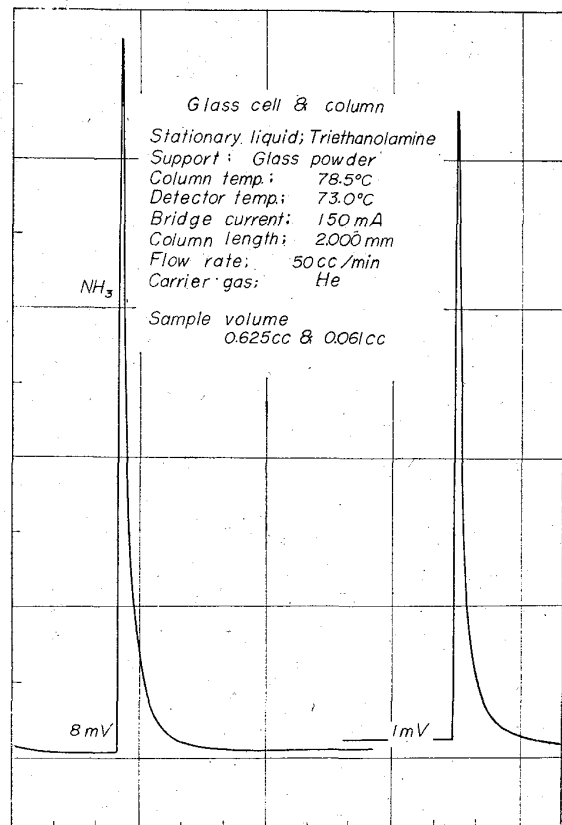 Glass cell & column
Stationary liquid; Triethanolamine
Support; Glass powder
Column temp.; 78.5°C
Detector temp.; 73.0°C
Bridge current; 150 mA
Column length; 2.000 mm
Flow rate; 50 cc/min
Carrier gas; He
NH₃
Sample volume
0.625cc & 0.061cc
8 mV
1 mV